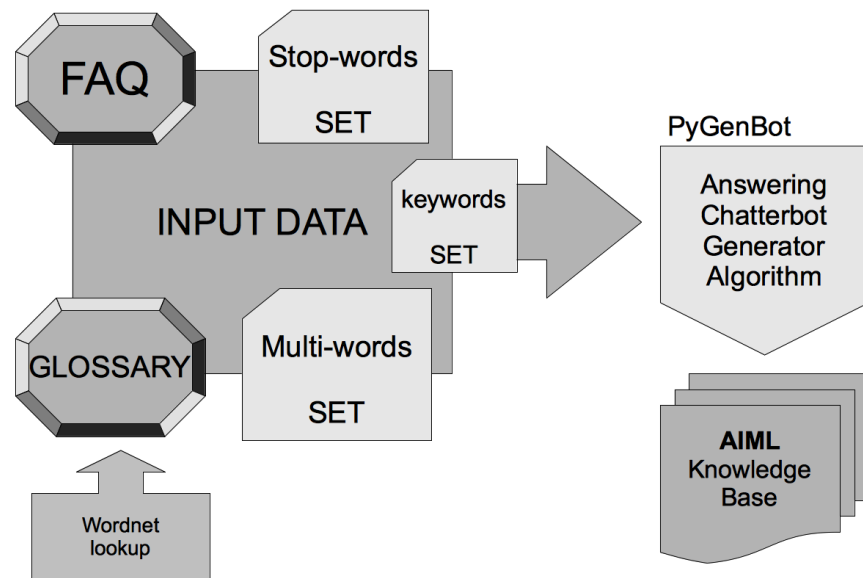 FAQ
Stop-words
SET
INPUT DATA
keywords
SET
GLOSSARY
Multi-words
SET
Wordnet
lookup
PyGenBot
Answering
Chatterbot
Generator
Algorithm
AIML
Knowledge
Base